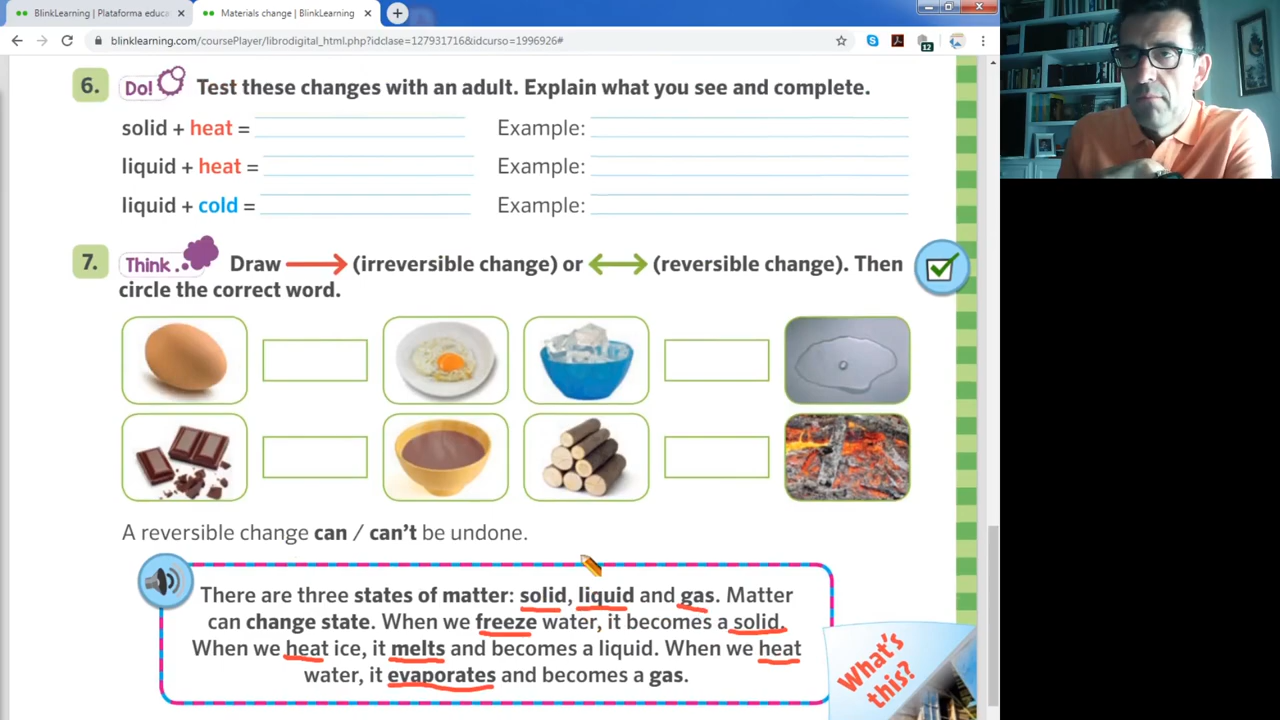 BlinkLearning | Plataforma educa
Materials change | BlinkLearning
blinklearning.com/coursePlayer/librodigital_html.php?idclase=127931716&idcurso=1996926#
12
6. Do! Test these changes with an adult. Explain what you see and complete.
solid + heat = Example:
liquid + heat = Example:
liquid + cold = Example:
7. Think. Draw (irreversible change) or (reversible change). Then
circle the correct word.
A reversible change can / can't be undone.
There are three states of matter: solid, liquid and gas. Matter
can change state. When we freeze water, it becomes a solid.
When we heat ice, it melts and becomes a liquid. When we heat
water, it evaporates and becomes a gas.
What's
this?